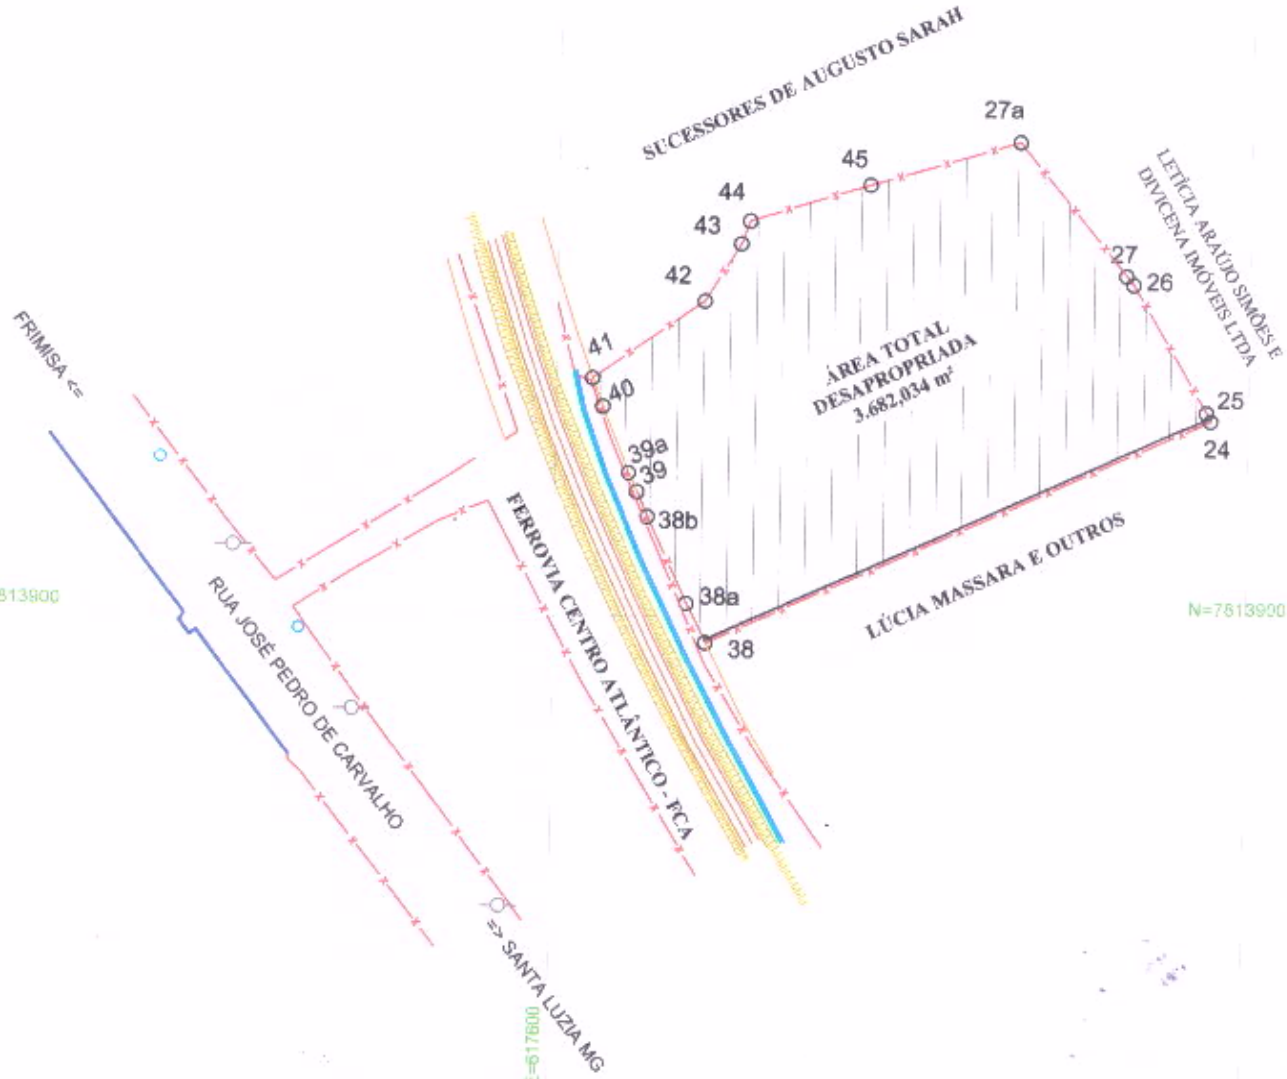 SUCESSORES DE AUGUSTO SARAH
27a
45
44
43
42
41
40
39a
39
38b
38a
38
27
26
25
24
LETÍCIA ARAÚJO SIMÕES E
DIVICENA IMÓVEIS LTDA
ÁREA TOTAL
DESAPROPRIADA
3.682,034 m²
LÚCIA MASSARA E OUTROS
FRIMISA <=
RUA JOSÉ PEDRO DE CARVALHO
FERROVIA CENTRO ATLÂNTICO - FCA
=> SANTA LUZIA MG
813900
N=7813900
E=617600